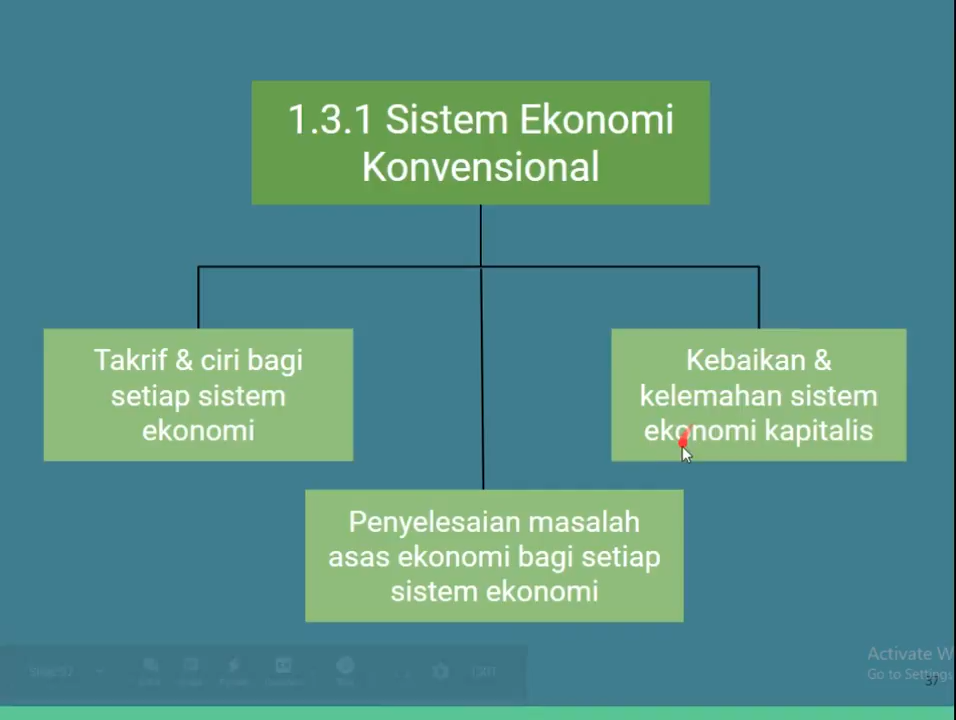 1.3.1 Sistem Ekonomi
Konvensional
Takrif & ciri bagi
setiap sistem
ekonomi
Kebaikan &
kelemahan sistem
ekonomi kapitalis
Penyelesaian masalah
asas ekonomi bagi setiap
sistem ekonomi
Activate W
Go to Settings
37